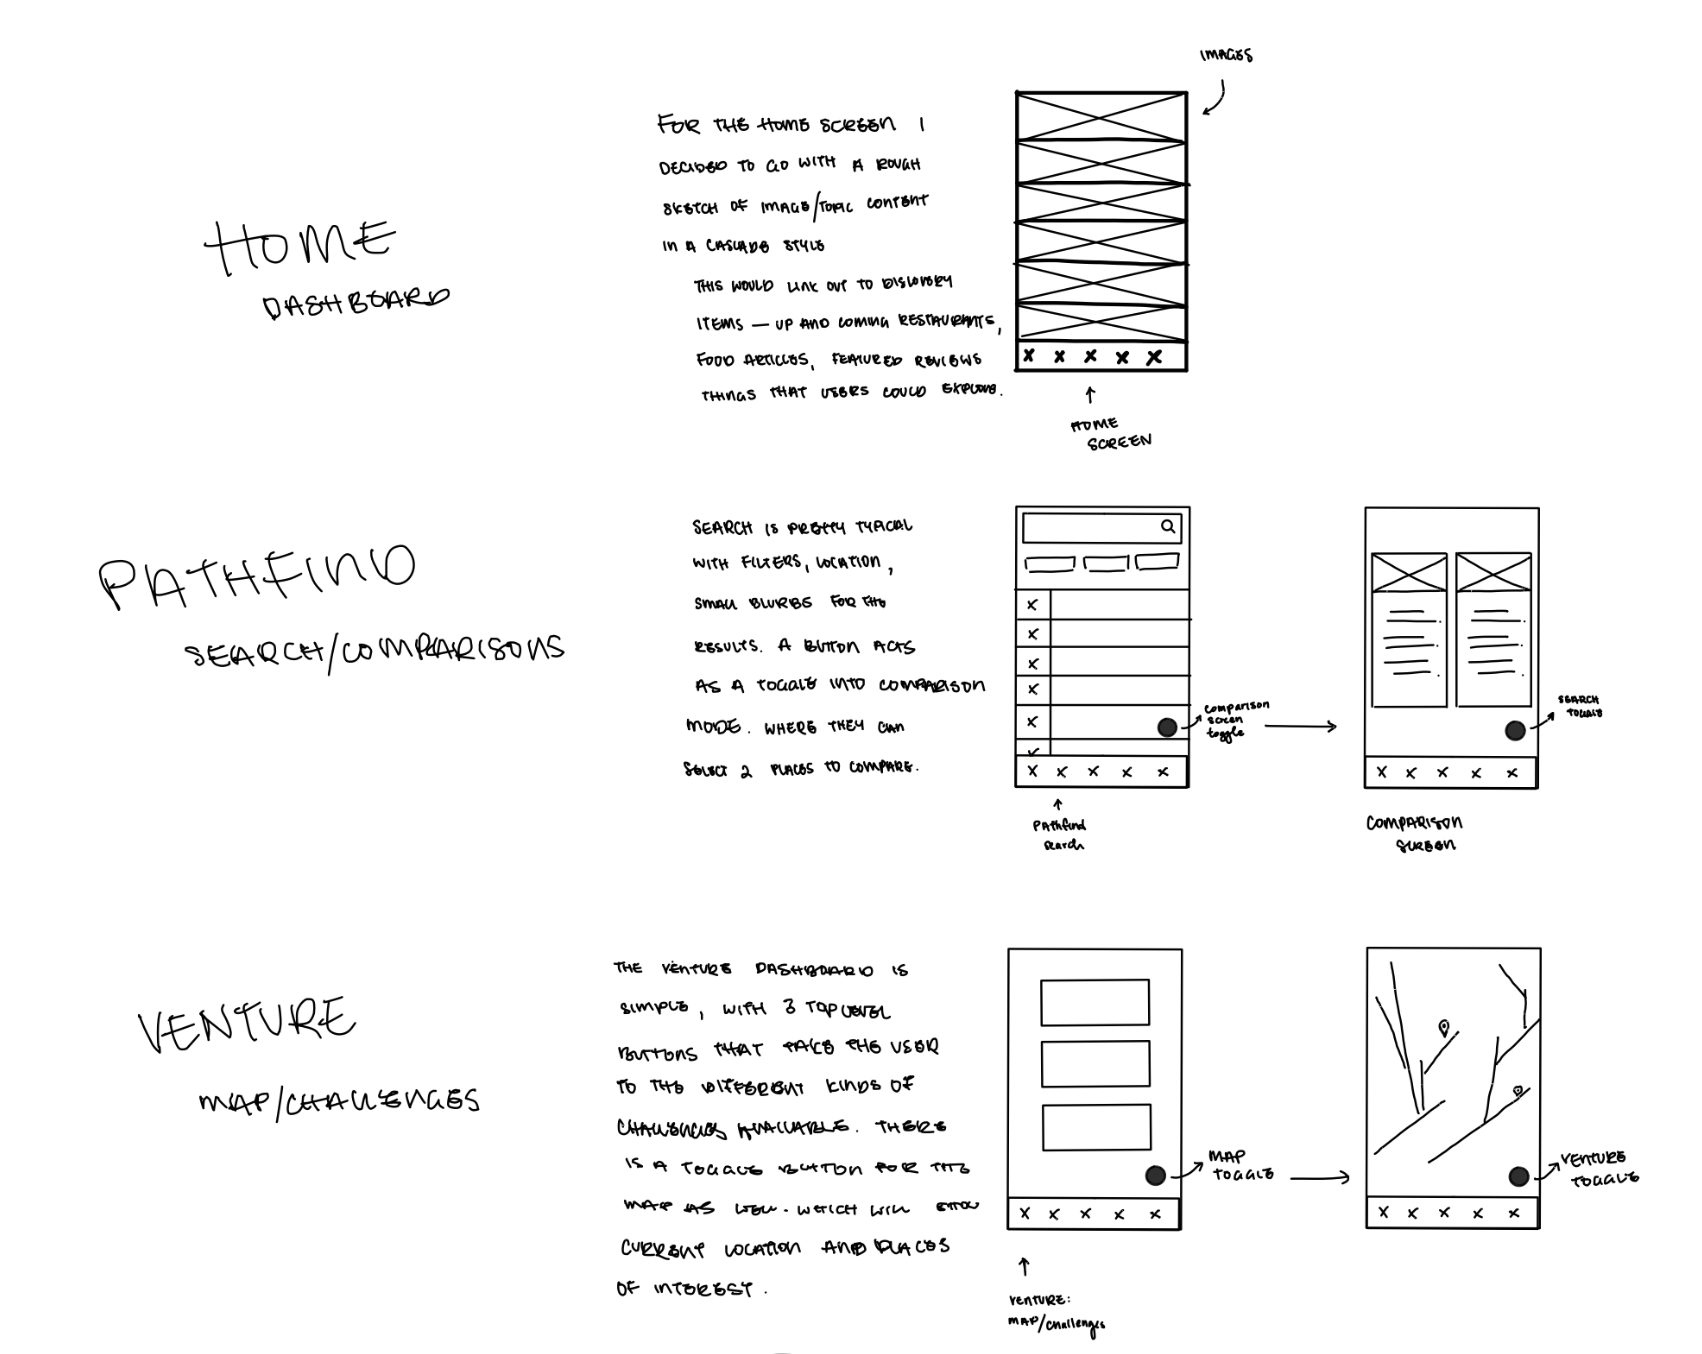 HOME
DASHBOARD
FOR THE HOME SCREEN I
DECIDED TO GO WITH A ROUGH
SKETCH OF IMAGE/TOPIC CONTENT
IN A CASCADE STYLE
THIS WOULD LINK OUT TO DISCOVERY
ITEMS — UP AND COMING RESTAURANTS,
FOOD ARTICLES, FEATURED REVIEWS
THINGS THAT USERS COULD EXPLORE.
IMAGES
HOME
SCREEN
PATHFIND
SEARCH/COMPARISONS
SEARCH IS PRETTY TYPICAL
WITH FILTERS, LOCATION,
SMALL BLURBS FOR THE
RESULTS. A BUTTON ACTS
AS A TOGGLE INTO COMPARISON
MODE. WHERE THEY CAN
SELECT 2 PLACES TO COMPARE.
comparison
screen
toggle
PAthfind
search
SEARCH
TOGGLE
COMPARISON
SCREEN
VENTURE
MAP/CHALLENGES
THE VENTURE DASHBOARD IS
SIMPLE, WITH 3 TOP LEVEL
BUTTONS THAT TAKE THE USER
TO THE DIFFERENT KINDS OF
CHALLENGES AVAILABLE. THERE
IS A TOGGLE BUTTON FOR THE
MAP AS WELL. WHICH WILL SHOW
CURRENT LOCATION AND PLACES
OF INTEREST.
MAP
TOGGLE
VENTURE:
MAP/challenges
VENTURE
TOGGLE